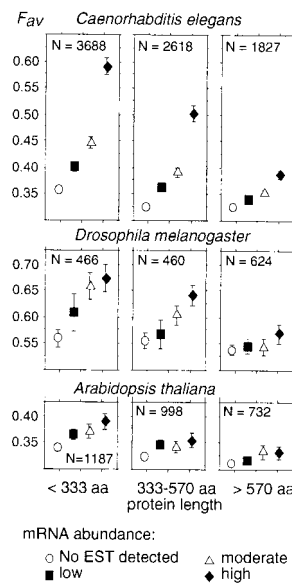 Fav
Caenorhabditis elegans
N = 3688 N = 2618 N = 1827
0.60
0.55
0.50
0.45
0.40
0.35
Drosophila melanogaster
N = 466 N = 460 N = 624
0.70
0.65
0.60
0.55
0.50
Arabidopsis thaliana
N = 998 N = 732
0.40
0.35
N=1187
< 333 aa 333-570 aa > 570 aa
protein length
mRNA abundance:
No EST detected moderate
low high